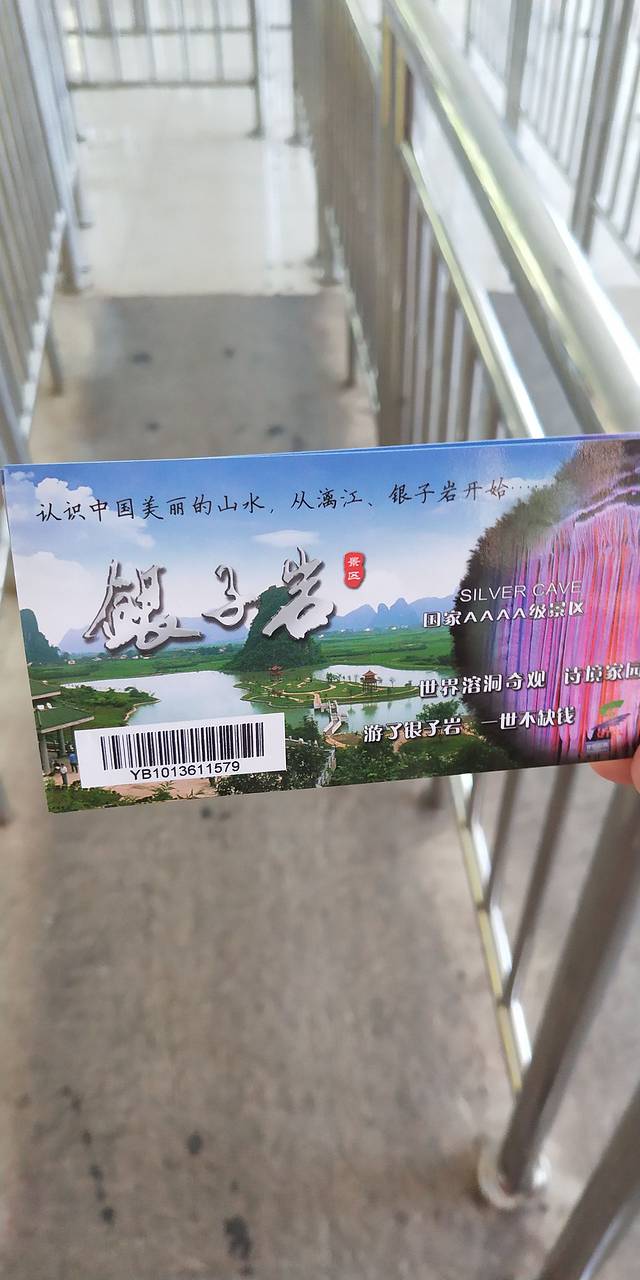 认识中国美丽的山水，从漓江、银子岩开始……
银子岩
景区
SILVER CAVE
国家AAAA级景区
世界溶洞奇观 诗境家园
游了银子岩 一世不缺钱
YB1013611579